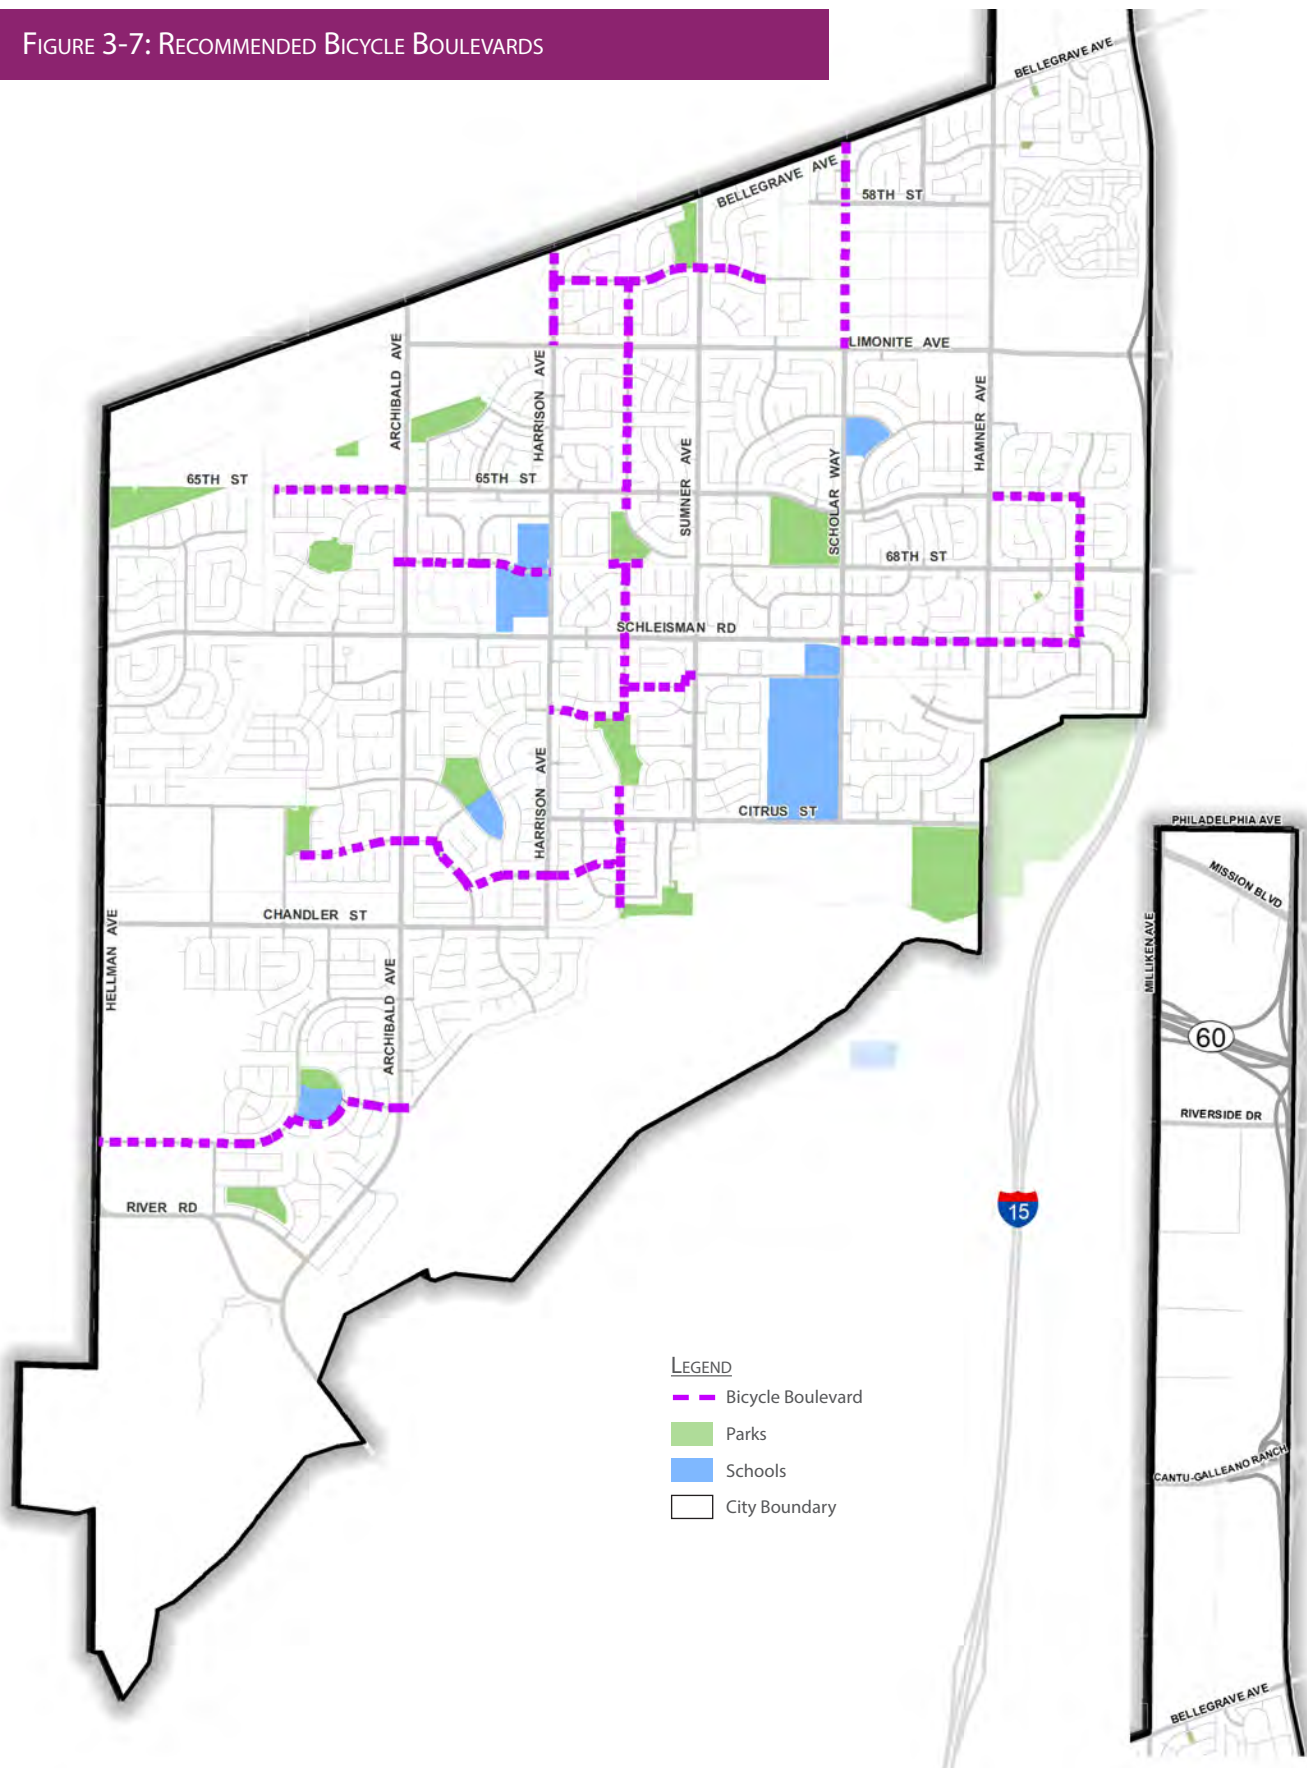 FIGURE 3-7: RECOMMENDED BICYCLE BOULEVARDS
BELLEGRAVE AVE
BELLEGRAVE AVE
58TH ST
LIMONITE AVE
ARCHIBALD AVE
HARRISON AVE
HAMNER AVE
SUMNER AVE
SCHOLAR WAY
65TH ST
65TH ST
68TH ST
SCHLEISMAN RD
HARRISON AVE
CITRUS ST
PHILADELPHIA AVE
MISSION BLVD
CHANDLER ST
HELLMAN AVE
MILLIKEN AVE
ARCHIBALD AVE
60
RIVERSIDE DR
RIVER RD
15
LEGEND
Bicycle Boulevard
Parks
Schools
City Boundary
CANTU-GALLEANO RANCH
BELLEGRAVE AVE